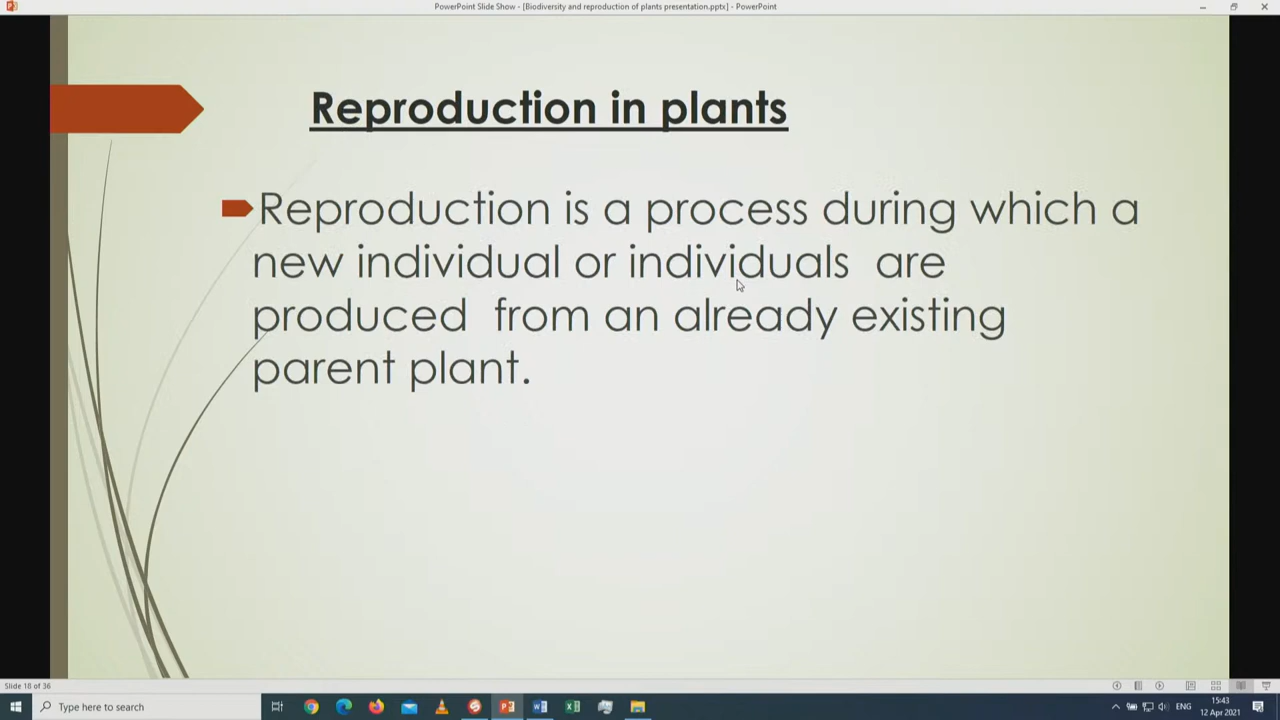 PowerPoint Slide Show - [Biodiversity and reproduction of plants presentation.pptx] - PowerPoint
Reproduction in plants
Reproduction is a process during which a
new individual or individuals are
produced from an already existing
parent plant.
Slide 18 of 36
Type here to search
ENG
15:43
12 Apr 2021